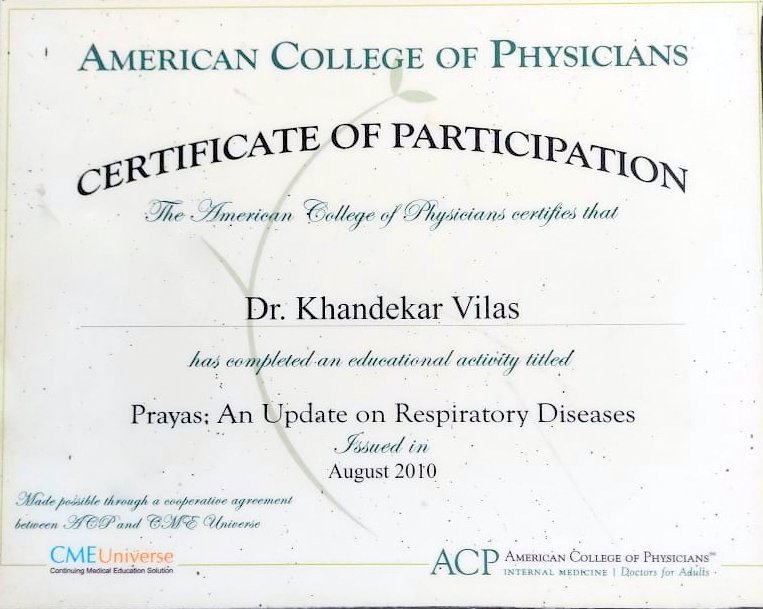 AMERICAN COLLEGE OF PHYSICIANS
CERTIFICATE OF PARTICIPATION
The American College of Physicians certifies that
Dr. Khandekar Vilas
has completed an educational activity titled
Prayas: An Update on Respiratory Diseases
Issued in
August 2010
Made possible through a cooperative agreement
between ACP and CME Universe
CMEUniverse
Continuing Medical Education Solution
ACP AMERICAN COLLEGE OF PHYSICIANS℠
INTERNAL MEDICINE | Doctors for Adults